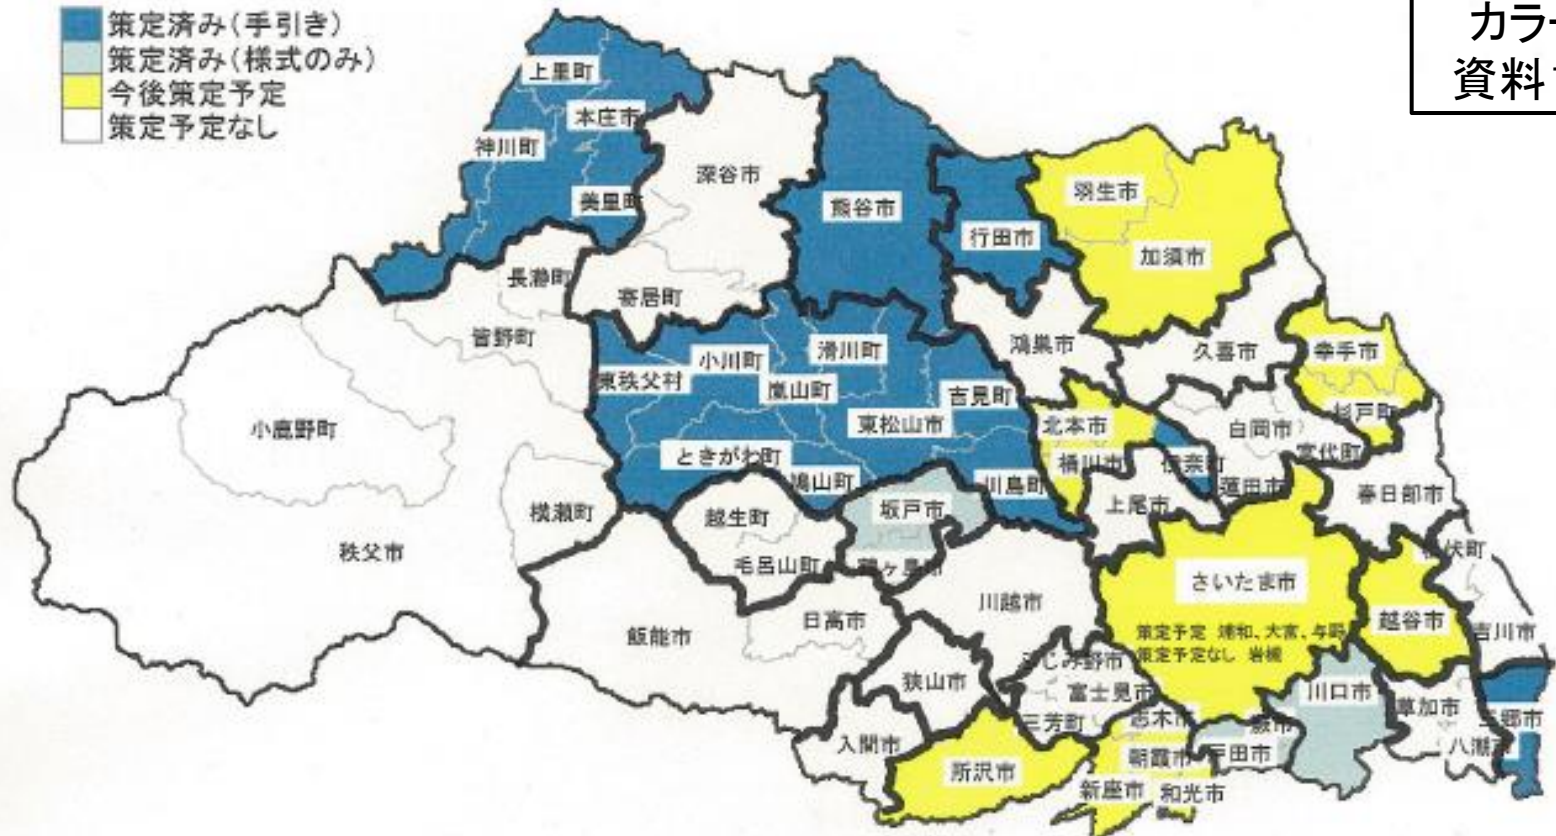 策定済み(手引き)
策定済み(様式のみ)
今後策定予定
策定予定なし
カラー
資料
上里町
本庄市
神川町
美里町
深谷市
熊谷市
行田市
羽生市
加須市
長瀞町
皆野町
寄居町
小川町
滑川町
東秩父村
嵐山町
吉見町
東松山市
ときがわ町
鳩山町
川島町
鴻巣市
久喜市
幸手市
杉戸町
北本市
桶川市
伊奈町
白岡市
宮代町
蓮田市
春日部市
上尾市
小鹿野町
横瀬町
秩父市
越生町
毛呂山町
坂戸市
鶴ヶ島市
飯能市
日高市
川越市
さいたま市
策定予定 浦和、大宮、与野
策定予定なし 岩槻
越谷市
松伏町
吉川市
狭山市
ふじみ野市
富士見市
三芳町
志木市
入間市
所沢市
朝霞市
新座市
和光市
蕨市
戸田市
川口市
草加市
八潮市
三郷市